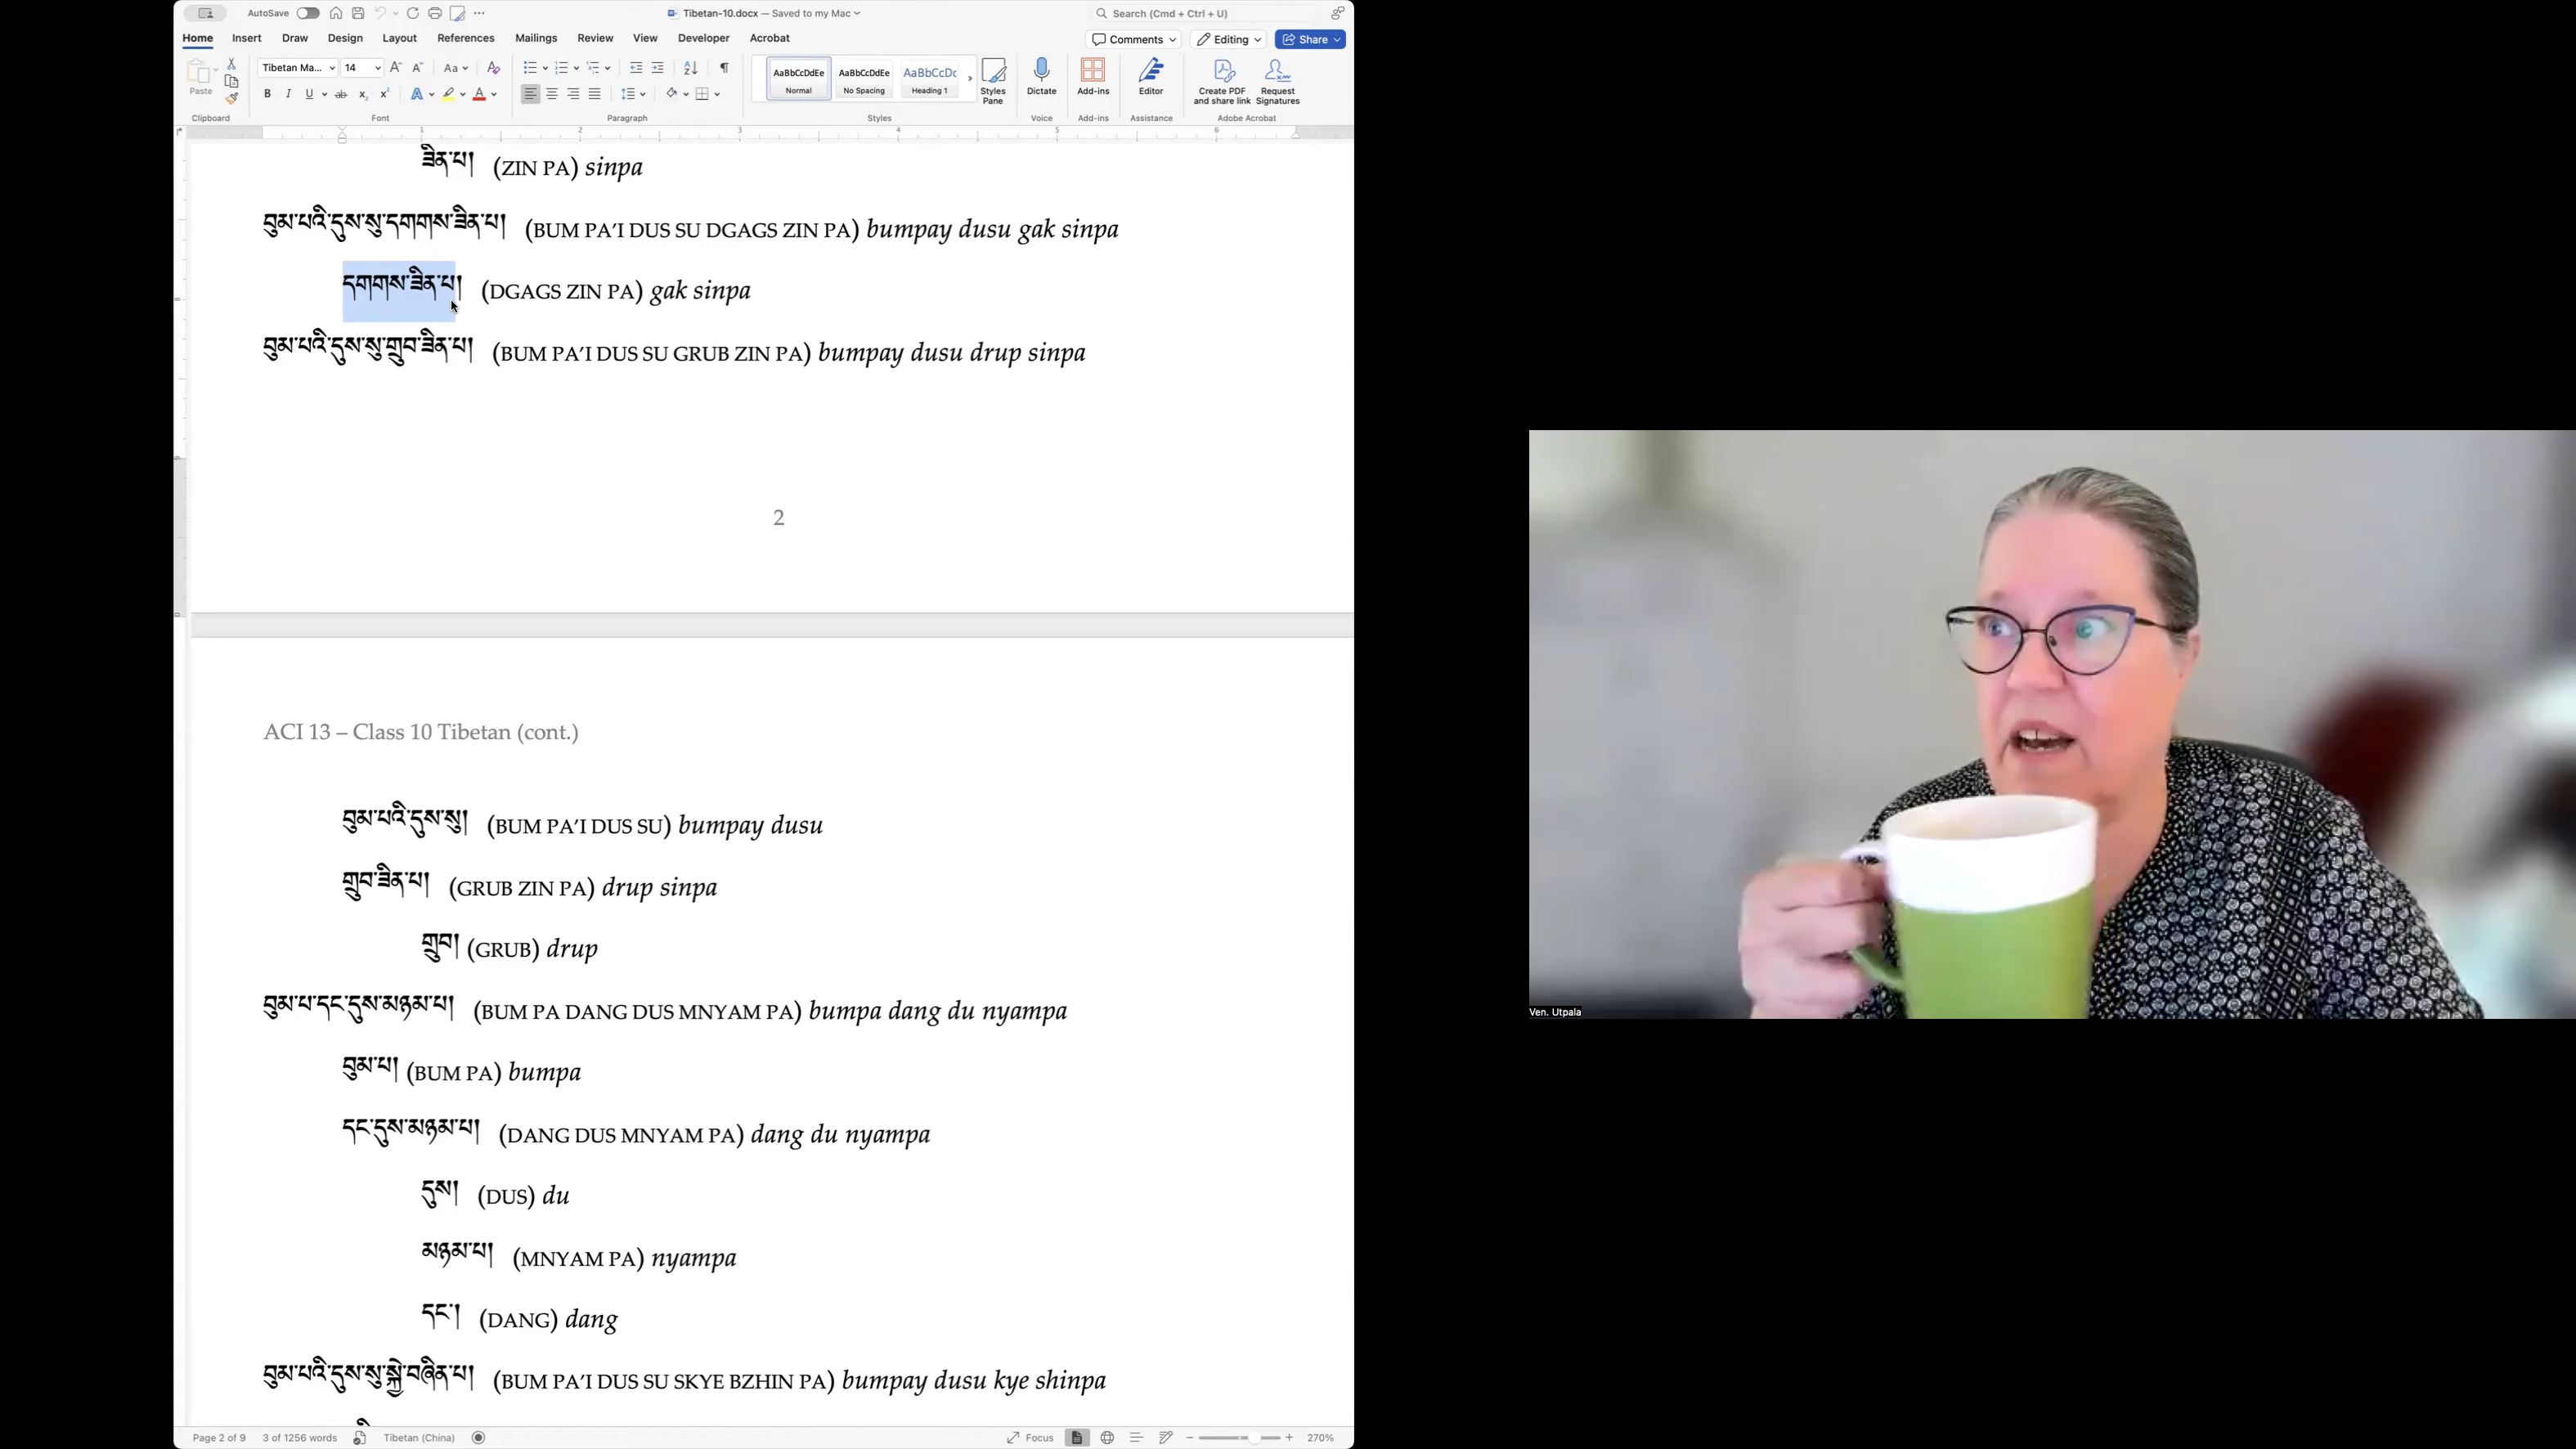 AutoSave
Tibetan-10.docx — Saved to my Mac
Search (Cmd + Ctrl + U)
Home Insert Draw Design Layout References Mailings Review View Developer Acrobat
Comments Editing Share
Tibetan Ma... 14
Paste
AaBbCcDdEe AaBbCcDdEe AaBbCcDc
Normal No Spacing Heading 1
Styles Pane
Dictate
Add-ins
Editor
Create PDF and share link
Request Signatures
Clipboard Font Paragraph Styles Voice Add-ins Assistance Adobe Acrobat
1 2 3 4 5 6
ཟིན་པ། (ZIN PA) sinpa
བུམ་པའི་དུས་སུ་དགགས་ཟིན་པ། (BUM PA’I DUS SU DGAGS ZIN PA) bumpay dusu gak sinpa
དགགས་ཟིན་པ། (DGAGS ZIN PA) gak sinpa
བུམ་པའི་དུས་སུ་གྲུབ་ཟིན་པ། (BUM PA’I DUS SU GRUB ZIN PA) bumpay dusu drup sinpa
2
ACI 13 – Class 10 Tibetan (cont.)
བུམ་པའི་དུས་སུ། (BUM PA’I DUS SU) bumpay dusu
གྲུབ་ཟིན་པ། (GRUB ZIN PA) drup sinpa
གྲུབ། (GRUB) drup
བུམ་པ་དང་དུས་མཉམ་པ། (BUM PA DANG DUS MNYAM PA) bumpa dang du nyampa
བུམ་པ། (BUM PA) bumpa
དང་དུས་མཉམ་པ། (DANG DUS MNYAM PA) dang du nyampa
དུས། (DUS) du
མཉམ་པ། (MNYAM PA) nyampa
དང་། (DANG) dang
བུམ་པའི་དུས་སུ་སྐྱེ་བཞིན་པ། (BUM PA’I DUS SU SKYE BZHIN PA) bumpay dusu kye shinpa
Page 2 of 9 3 of 1256 words Tibetan (China) Focus 270%
Ven. Utpala